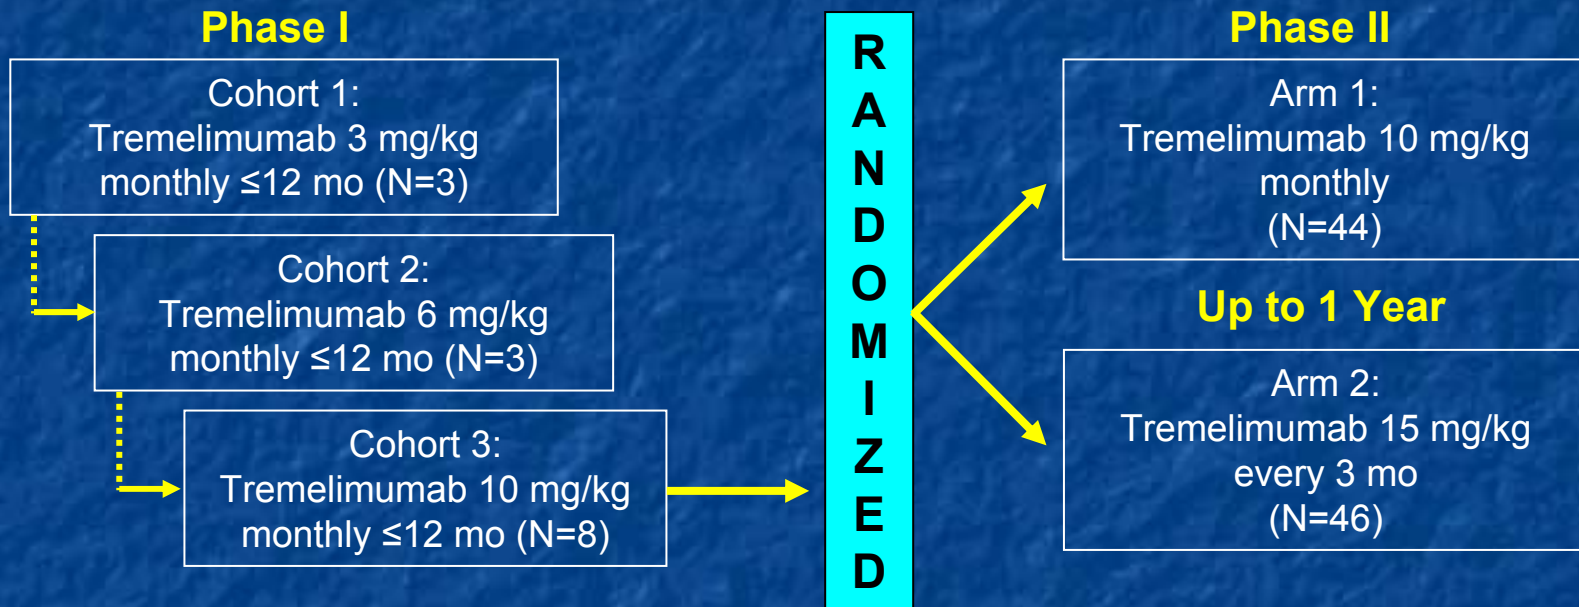 Phase I
Cohort 1:
Tremelimumab 3 mg/kg
monthly ≤12 mo (N=3)
Cohort 2:
Tremelimumab 6 mg/kg
monthly ≤12 mo (N=3)
Cohort 3:
Tremelimumab 10 mg/kg
monthly ≤12 mo (N=8)
R
A
N
D
O
M
I
Z
E
D
Phase II
Arm 1:
Tremelimumab 10 mg/kg
monthly
(N=44)
Up to 1 Year
Arm 2:
Tremelimumab 15 mg/kg
every 3 mo
(N=46)